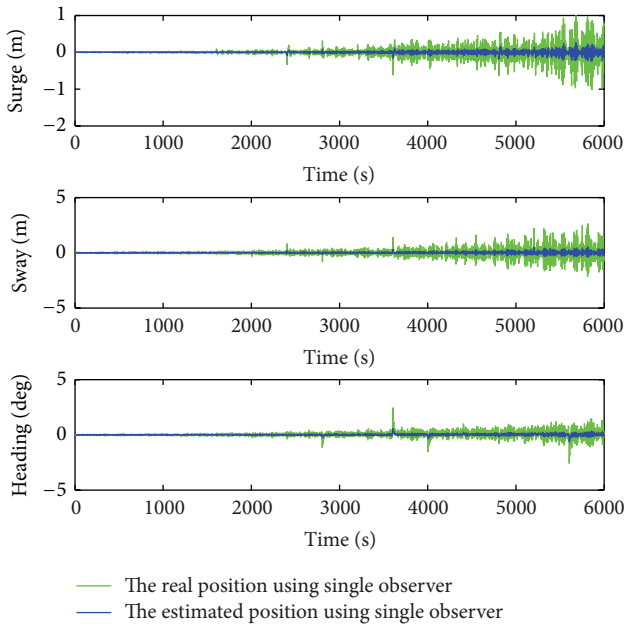 1
0
−1
−2
Surge (m)
0 1000 2000 3000 4000 5000 6000
Time (s)
5
0
−5
Sway (m)
0 1000 2000 3000 4000 5000 6000
Time (s)
5
0
−5
Heading (deg)
0 1000 2000 3000 4000 5000 6000
Time (s)
The real position using single observer
The estimated position using single observer